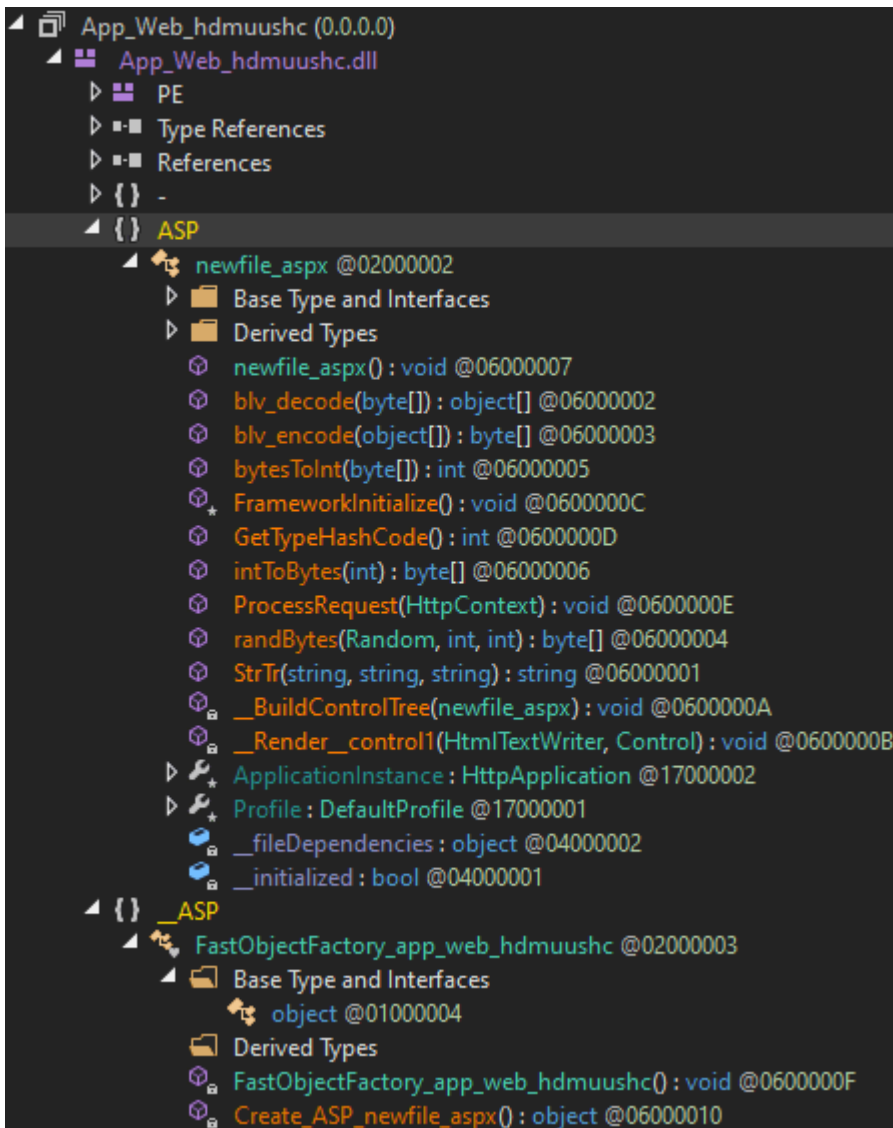 App_Web_hdmuushc (0.0.0.0)
App_Web_hdmuushc.dll
PE
Type References
References
{ } -
{ } ASP
newfile_aspx @02000002
Base Type and Interfaces
Derived Types
newfile_aspx() : void @06000007
blv_decode(byte[]) : object[] @06000002
blv_encode(object[]) : byte[] @06000003
bytesToInt(byte[]) : int @06000005
FrameworkInitialize() : void @0600000C
GetTypeHashCode() : int @0600000D
intToBytes(int) : byte[] @06000006
ProcessRequest(HttpContext) : void @0600000E
randBytes(Random, int, int) : byte[] @06000004
StrTr(string, string, string) : string @06000001
__BuildControlTree(newfile_aspx) : void @0600000A
__Render__control1(HtmlTextWriter, Control) : void @0600000B
ApplicationInstance : HttpApplication @17000002
Profile : DefaultProfile @17000001
__fileDependencies : object @04000002
__initialized : bool @04000001
{ } __ASP
FastObjectFactory_app_web_hdmuushc @02000003
Base Type and Interfaces
object @01000004
Derived Types
FastObjectFactory_app_web_hdmuushc() : void @0600000F
Create_ASP_newfile_aspx() : object @06000010